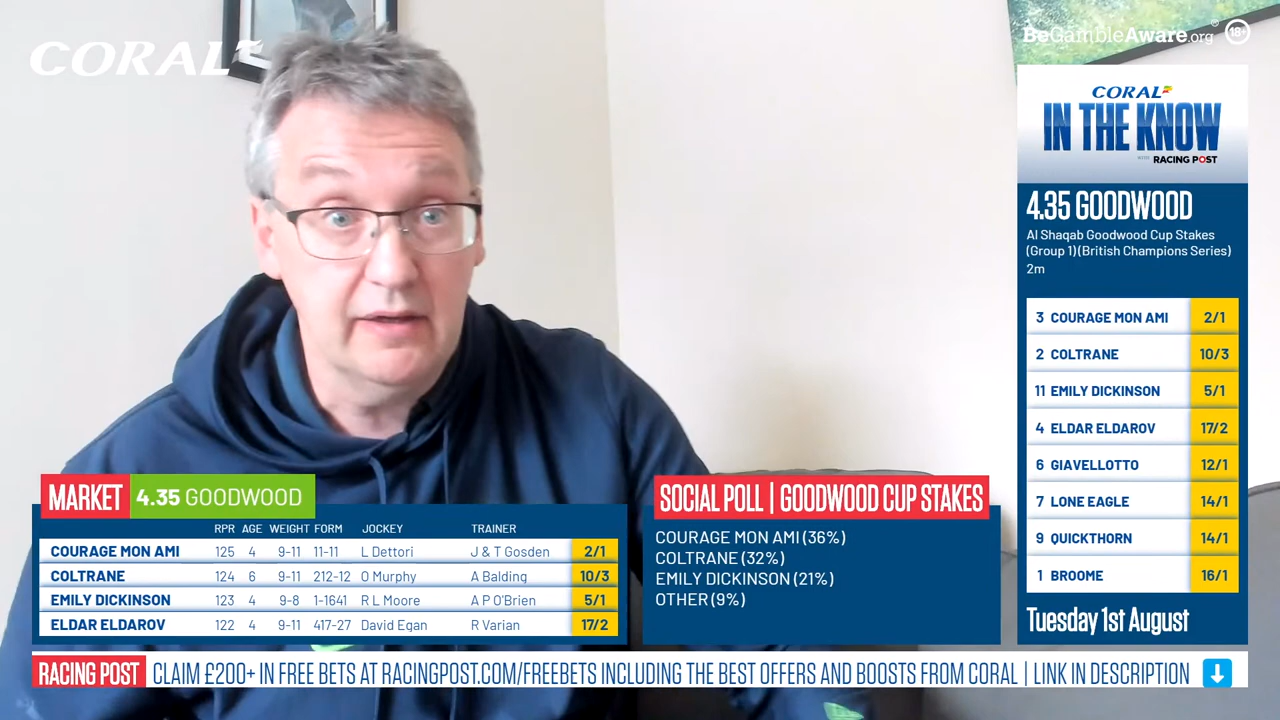 CORAL
BeGambleAware.org® 18+
CORAL
IN THE KNOW
WITH RACING POST
4.35 GOODWOOD
Al Shaqab Goodwood Cup Stakes
(Group 1) (British Champions Series)
2m
3 COURAGE MON AMI 2/1
2 COLTRANE 10/3
11 EMILY DICKINSON 5/1
4 ELDAR ELDAROV 17/2
6 GIAVELLOTTO 12/1
7 LONE EAGLE 14/1
9 QUICKTHORN 14/1
1 BROOME 16/1
Tuesday 1st August
MARKET 4.35 GOODWOOD
RPR AGE WEIGHT FORM JOCKEY TRAINER
COURAGE MON AMI 125 4 9-11 11-11 L Dettori J & T Gosden 2/1
COLTRANE 124 6 9-11 212-12 O Murphy A Balding 10/3
EMILY DICKINSON 123 4 9-8 1-1641 R L Moore A P O'Brien 5/1
ELDAR ELDAROV 122 4 9-11 417-27 David Egan R Varian 17/2
SOCIAL POLL | GOODWOOD CUP STAKES
COURAGE MON AMI (36%)
COLTRANE (32%)
EMILY DICKINSON (21%)
OTHER (9%)
RACING POST CLAIM £200+ IN FREE BETS AT RACINGPOST.COM/FREEBETS INCLUDING THE BEST OFFERS AND BOOSTS FROM CORAL | LINK IN DESCRIPTION